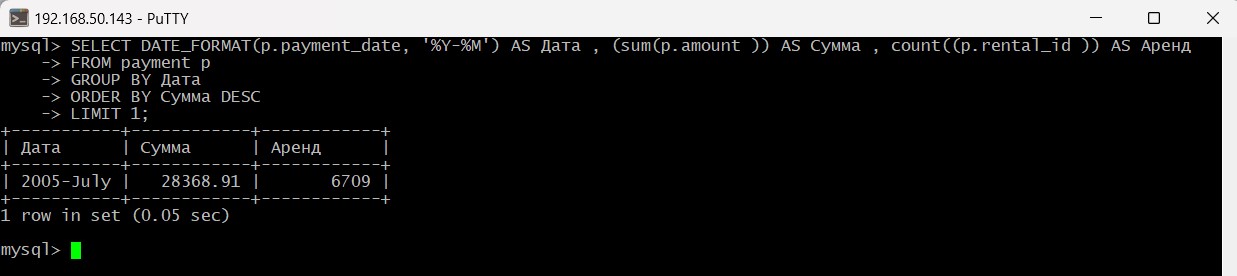 192.168.50.143 - PuTTY
mysql> SELECT DATE_FORMAT(p.payment_date, '%Y-%M') AS Дата , (sum(p.amount )) AS Сумма , count((p.rental_id )) AS Аренд
    -> FROM payment p
    -> GROUP BY Дата
    -> ORDER BY Сумма DESC
    -> LIMIT 1;
+-----------+------------+------------+
| Дата      | Сумма      | Аренд      |
+-----------+------------+------------+
| 2005-July |   28368.91 |       6709 |
+-----------+------------+------------+
1 row in set (0.05 sec)
mysql>